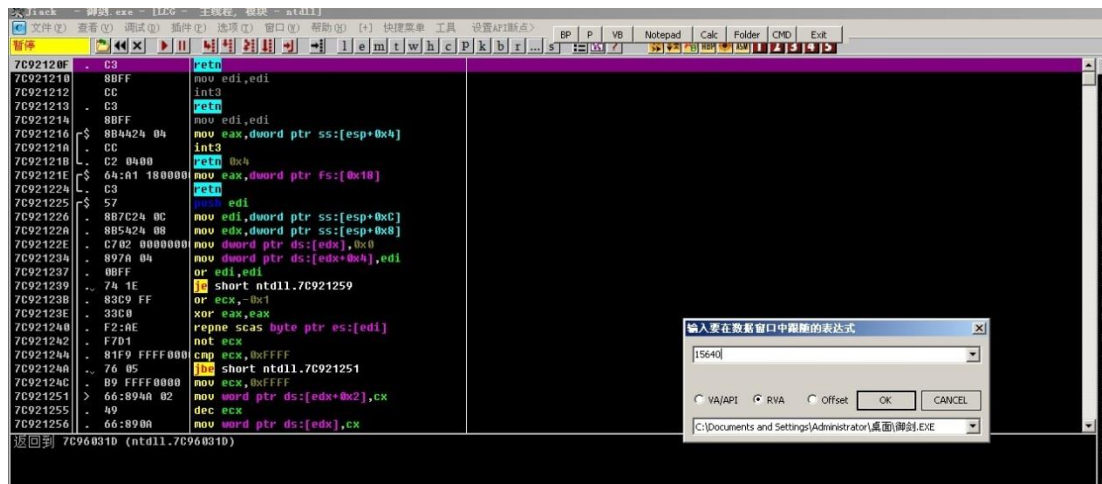 Jiack - 御剑.exe - [LCG - 主线程, 模块 - ntdll]
C 文件(F) 查看(V) 调试(D) 插件(P) 选项(T) 窗口(W) 帮助(H) [+] 快捷菜单 工具 设置API断点>
BP P VB Notepad Calc Folder CMD Exit
暂停 l e m t w h c P k b r ... s
7C92120F . C3 retn
7C921210 8BFF mov edi,edi
7C921212 CC int3
7C921213 . C3 retn
7C921214 8BFF mov edi,edi
7C921216 $ 8B4424 04 mov eax,dword ptr ss:[esp+0x4]
7C92121A . CC int3
7C92121B . C2 0400 retn 0x4
7C92121E $ 64:A1 180000 mov eax,dword ptr fs:[0x18]
7C921224 . C3 retn
7C921225 $ 57 push edi
7C921226 . 8B7C24 0C mov edi,dword ptr ss:[esp+0xC]
7C92122A . 8B5424 08 mov edx,dword ptr ss:[esp+0x8]
7C92122E . C702 0000000 mov dword ptr ds:[edx],0x0
7C921234 . 897A 04 mov dword ptr ds:[edx+0x4],edi
7C921237 . 0BFF or edi,edi
7C921239 . 74 1E je short ntdll.7C921259
7C92123B . 83C9 FF or ecx,-0x1
7C92123E . 33C0 xor eax,eax
7C921240 . F2:AE repne scas byte ptr es:[edi]
7C921242 . F7D1 not ecx
7C921244 . 81F9 FFFF000 cmp ecx,0xFFFF
7C92124A . 76 05 jbe short ntdll.7C921251
7C92124C . B9 FFFF0000 mov ecx,0xFFFF
7C921251 > 66:894A 02 mov word ptr ds:[edx+0x2],cx
7C921255 . 49 dec ecx
7C921256 . 66:890A mov word ptr ds:[edx],cx
返回到 7C96031D (ntdll.7C96031D)
输入要在数据窗口中跟随的表达式
15640
VA/API RVA Offset OK CANCEL
C:\Documents and Settings\Administrator\桌面\御剑.EXE